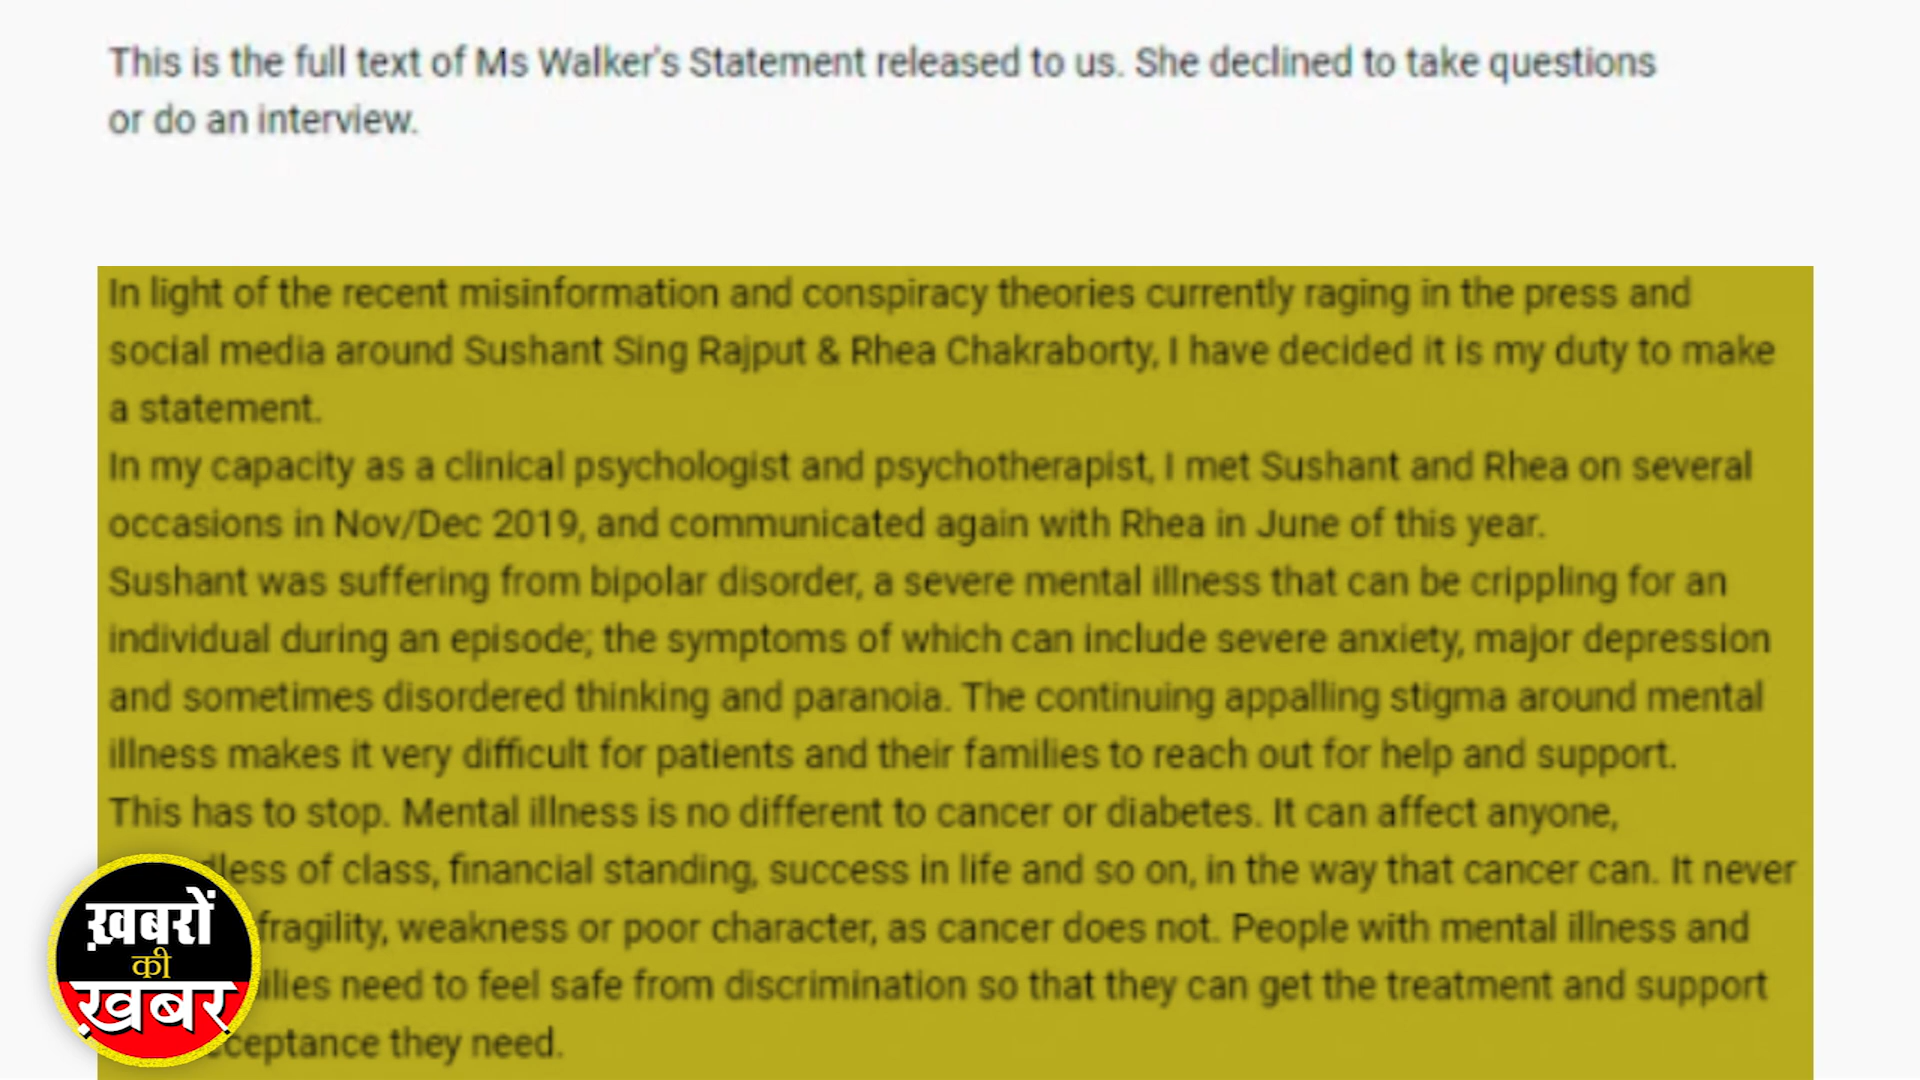 This is the full text of Ms Walker's Statement released to us. She declined to take questions
or do an interview.
In light of the recent misinformation and conspiracy theories currently raging in the press and
social media around Sushant Sing Rajput & Rhea Chakraborty, I have decided it is my duty to make
a statement.
In my capacity as a clinical psychologist and psychotherapist, I met Sushant and Rhea on several
occasions in Nov/Dec 2019, and communicated again with Rhea in June of this year.
Sushant was suffering from bipolar disorder, a severe mental illness that can be crippling for an
individual during an episode; the symptoms of which can include severe anxiety, major depression
and sometimes disordered thinking and paranoia. The continuing appalling stigma around mental
illness makes it very difficult for patients and their families to reach out for help and support.
This has to stop. Mental illness is no different to cancer or diabetes. It can affect anyone,
of class, financial standing, success in life and so on, in the way that cancer can. It never
fragility, weakness or poor character, as cancer does not. People with mental illness and
need to feel safe from discrimination so that they can get the treatment and support
they need.
ख़बरों
की
ख़बर